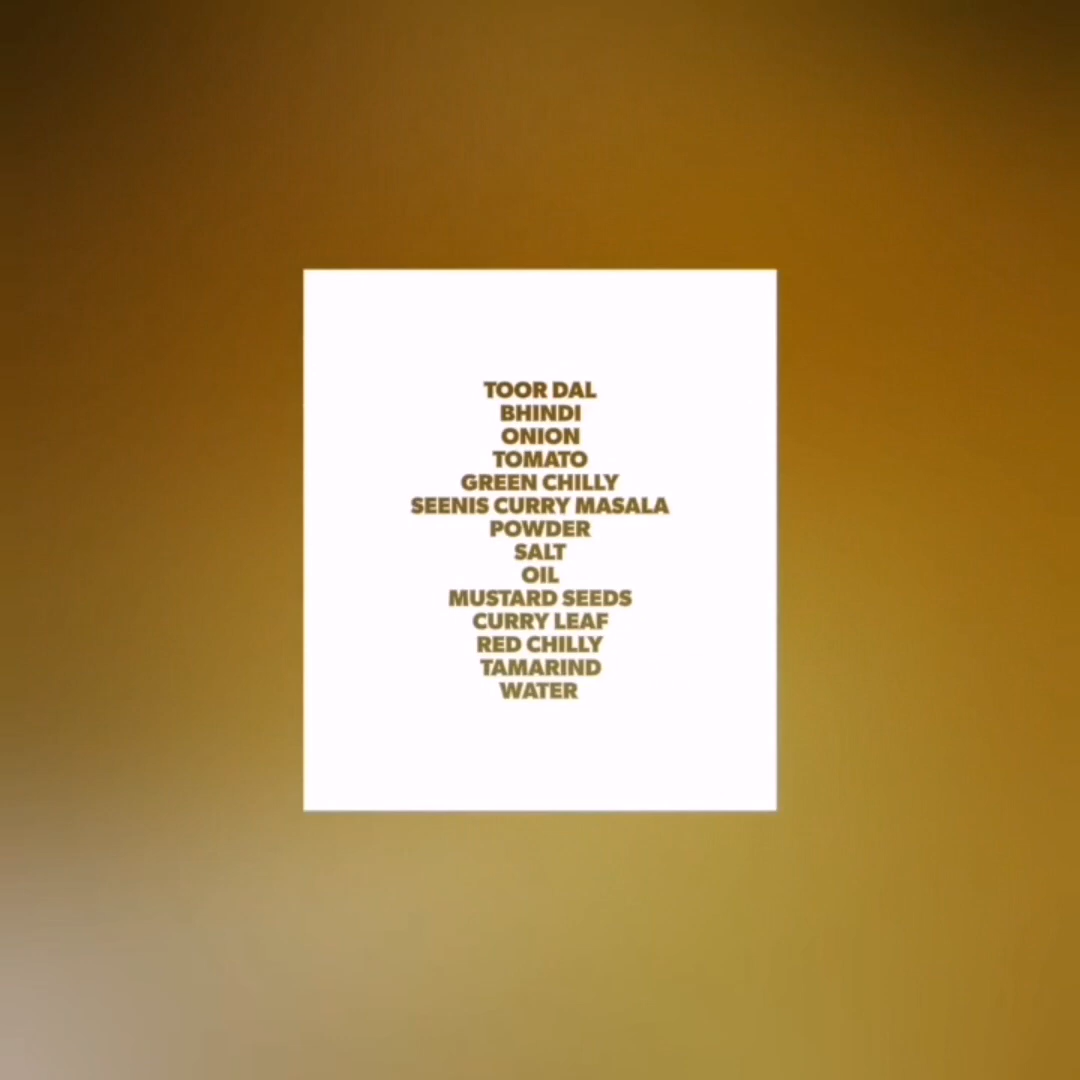 TOOR DAL
BHINDI
ONION
TOMATO
GREEN CHILLY
SEENIS CURRY MASALA
POWDER
SALT
OIL
MUSTARD SEEDS
CURRY LEAF
RED CHILLY
TAMARIND
WATER